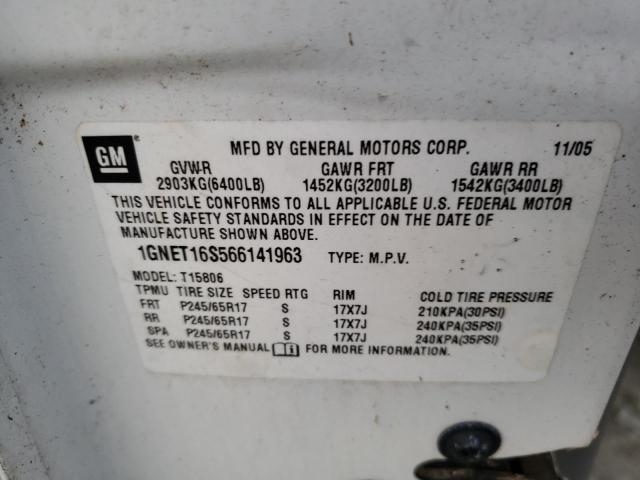 GM®
MFD BY GENERAL MOTORS CORP. 11/05
GVWR GAWR FRT GAWR RR
2903KG(6400LB) 1452KG(3200LB) 1542KG(3400LB)
THIS VEHICLE CONFORMS TO ALL APPLICABLE U.S. FEDERAL MOTOR
VEHICLE SAFETY STANDARDS IN EFFECT ON THE DATE OF
MANUFACTURE SHOWN ABOVE.
1GNET16S566141963 TYPE: M.P.V.
MODEL: T15806
TPMU TIRE SIZE SPEED RTG RIM COLD TIRE PRESSURE
FRT P245/65R17 S 17X7J 210KPA(30PSI)
RR P245/65R17 S 17X7J 240KPA(35PSI)
SPA P245/65R17 S 17X7J 240KPA(35PSI)
SEE OWNER'S MANUAL FOR MORE INFORMATION.